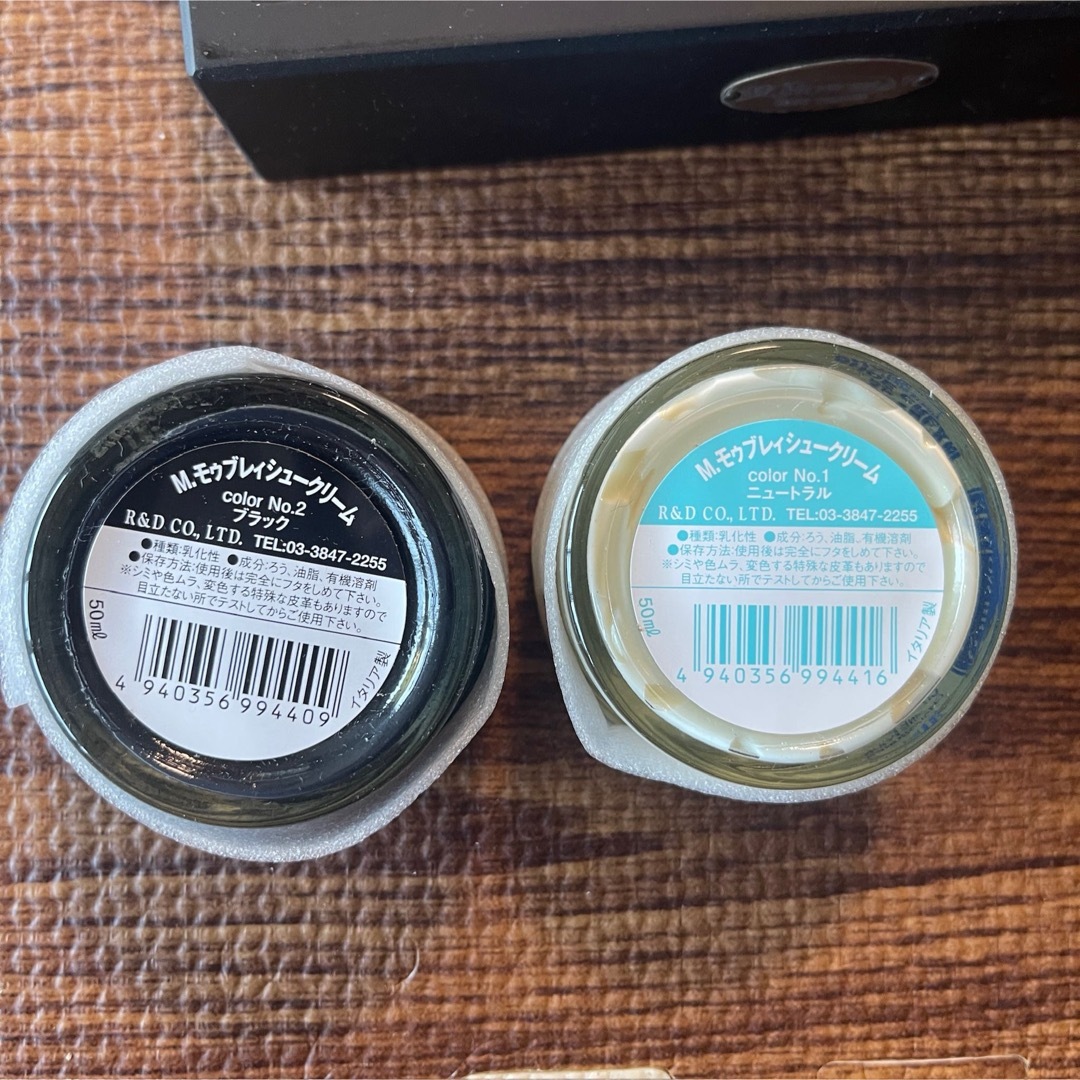 M.モゥブレィシュークリーム
color No.2
ブラック
R&D CO., LTD. TEL:03-3847-2255
●種類:乳化性 ●成分:ろう、油脂、有機溶剤
●保存方法:使用後は完全にフタをしめて下さい。
※シミや色ムラ、変色する特殊な皮革もありますので
目立たない所でテストしてからご使用下さい。
50ml
イタリア製
4 940356 994409
M.モゥブレィシュークリーム
color No.1
ニュートラル
R&D CO., LTD. TEL:03-3847-2255
●種類:乳化性 ●成分:ろう、油脂、有機溶剤
●保存方法:使用後は完全にフタをしめて下さい。
※シミや色ムラ、変色する特殊な皮革もありますので
目立たない所でテストしてからご使用下さい。
50ml
イタリア製
4 940356 994416